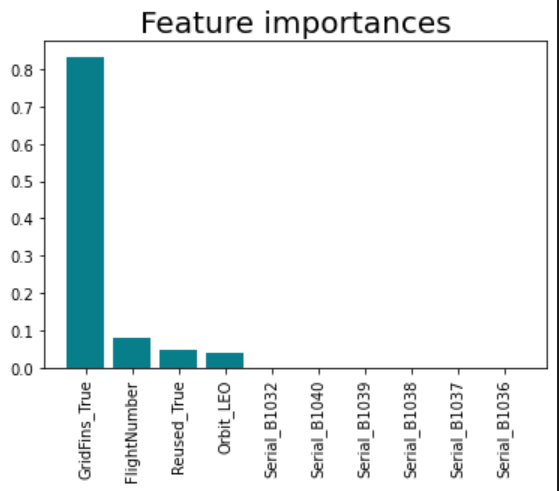 Feature importances
0.8
0.7
0.6
0.5
0.4
0.3
0.2
0.1
0.0
GridFins_True
FlightNumber
Reused_True
Orbit_LEO
Serial_B1032
Serial_B1040
Serial_B1039
Serial_B1038
Serial_B1037
Serial_B1036